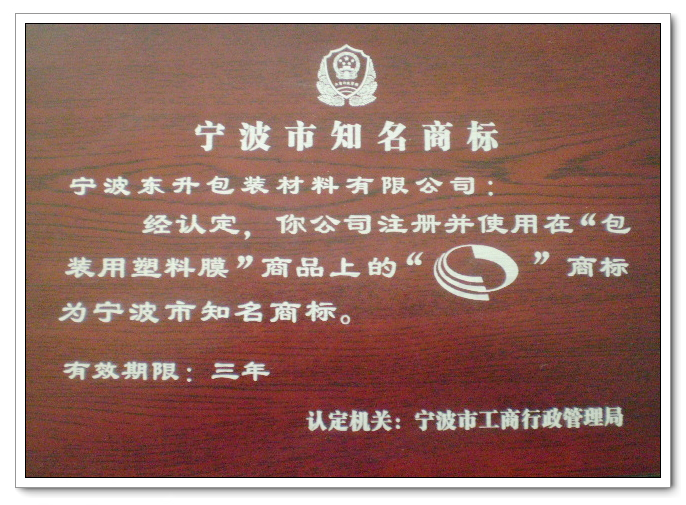 宁波市知名商标
宁波东升包装材料有限公司：
经认定，你公司注册并使用在“包
装用塑料膜”商品上的“ ”商标
为宁波市知名商标。
有效期限：三年
认定机关：宁波市工商行政管理局